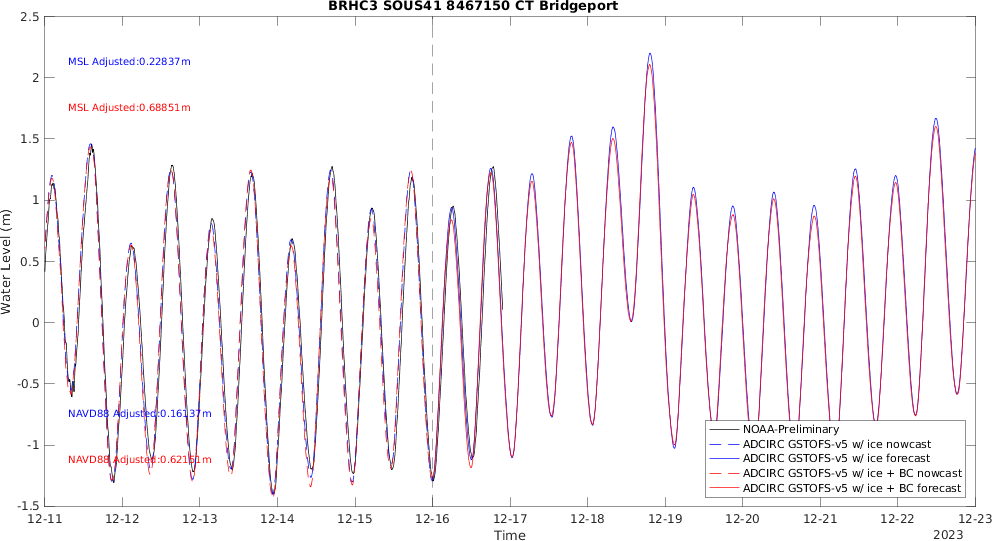 BRHC3 SOUS41 8467150 CT Bridgeport
2.5
2
1.5
1
0.5
0
-0.5
-1
-1.5
Water Level (m)
MSL Adjusted:0.22837m
MSL Adjusted:0.68851m
NAVD88 Adjusted:0.16137m
NAVD88 Adjusted:0.62151m
NOAA-Preliminary
ADCIRC GSTOFS-v5 w/ ice nowcast
ADCIRC GSTOFS-v5 w/ ice forecast
ADCIRC GSTOFS-v5 w/ ice + BC nowcast
ADCIRC GSTOFS-v5 w/ ice + BC forecast
12-11 12-12 12-13 12-14 12-15 12-16 12-17 12-18 12-19 12-20 12-21 12-22 12-23
Time
2023